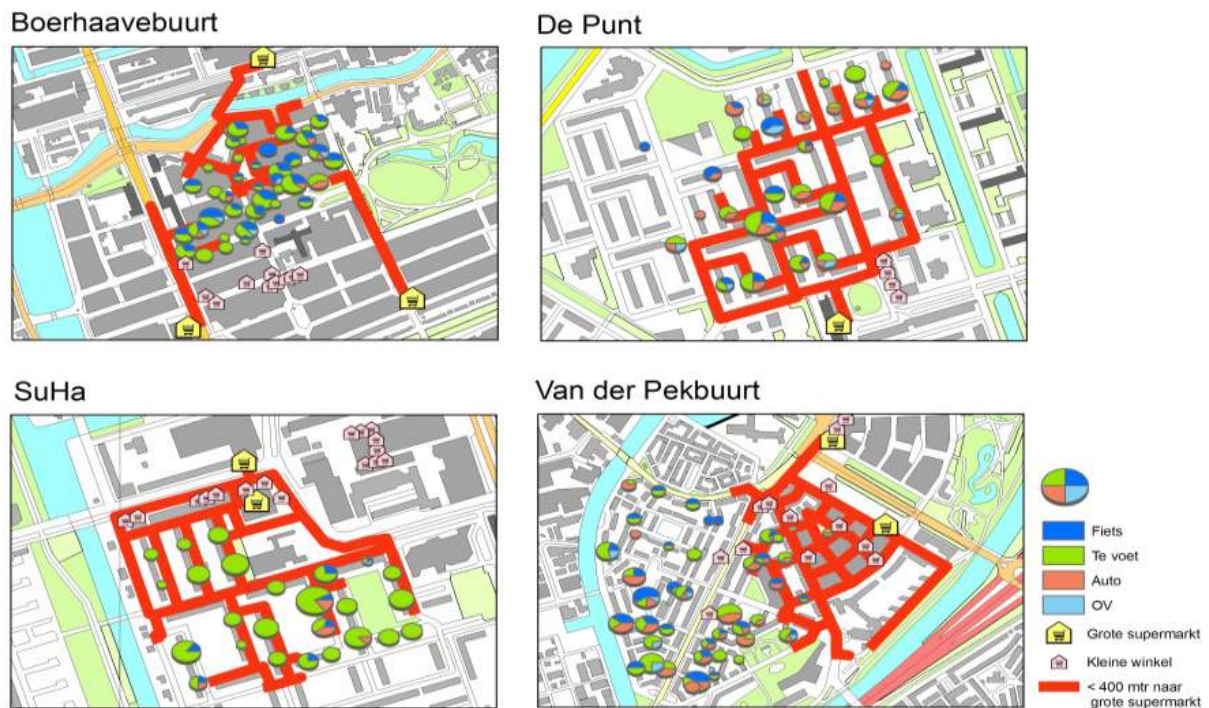 Boerhaavebuurt
De Punt
SuHa
Van der Pekbuurt
Fiets
Te voet
Auto
OV
Grote supermarkt
Kleine winkel
< 400 mtr naar
grote supermarkt